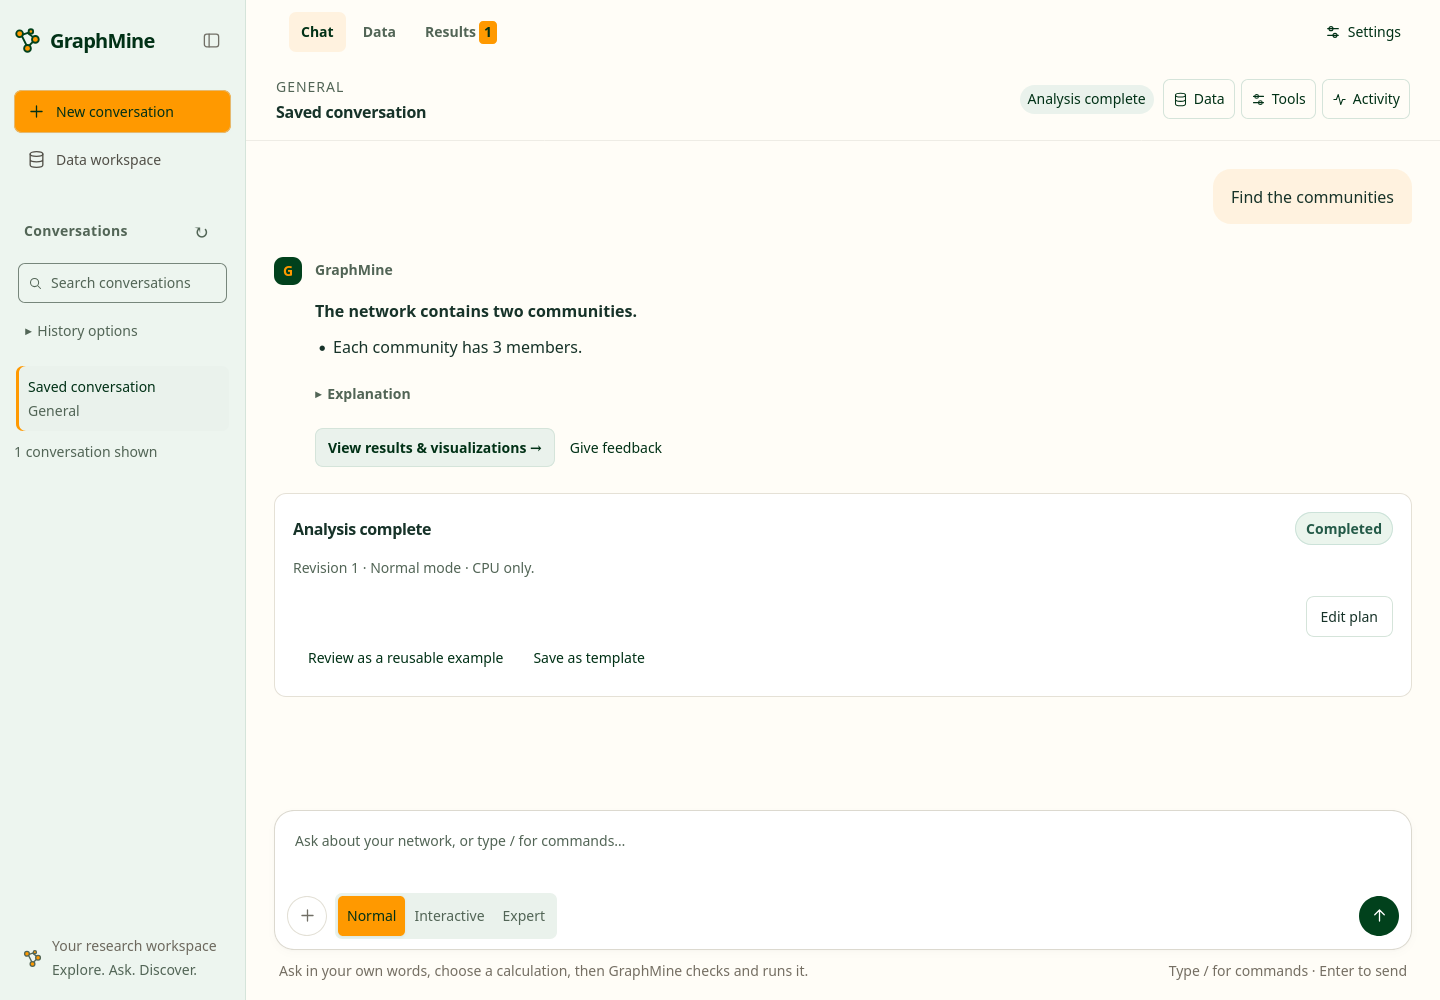 GraphMine
New conversation
Data workspace
Conversations
Search conversations
History options
Saved conversation
General
1 conversation shown
Your research workspace
Explore. Ask. Discover.
Chat
Data
Results 1
Settings
GENERAL
Saved conversation
Analysis complete
Data
Tools
Activity
Find the communities
G
GraphMine
The network contains two communities.
• Each community has 3 members.
Explanation
View results & visualizations →
Give feedback
Analysis complete
Completed
Revision 1 · Normal mode · CPU only.
Edit plan
Review as a reusable example
Save as template
Ask about your network, or type / for commands…
Normal
Interactive
Expert
Ask in your own words, choose a calculation, then GraphMine checks and runs it.
Type / for commands · Enter to send